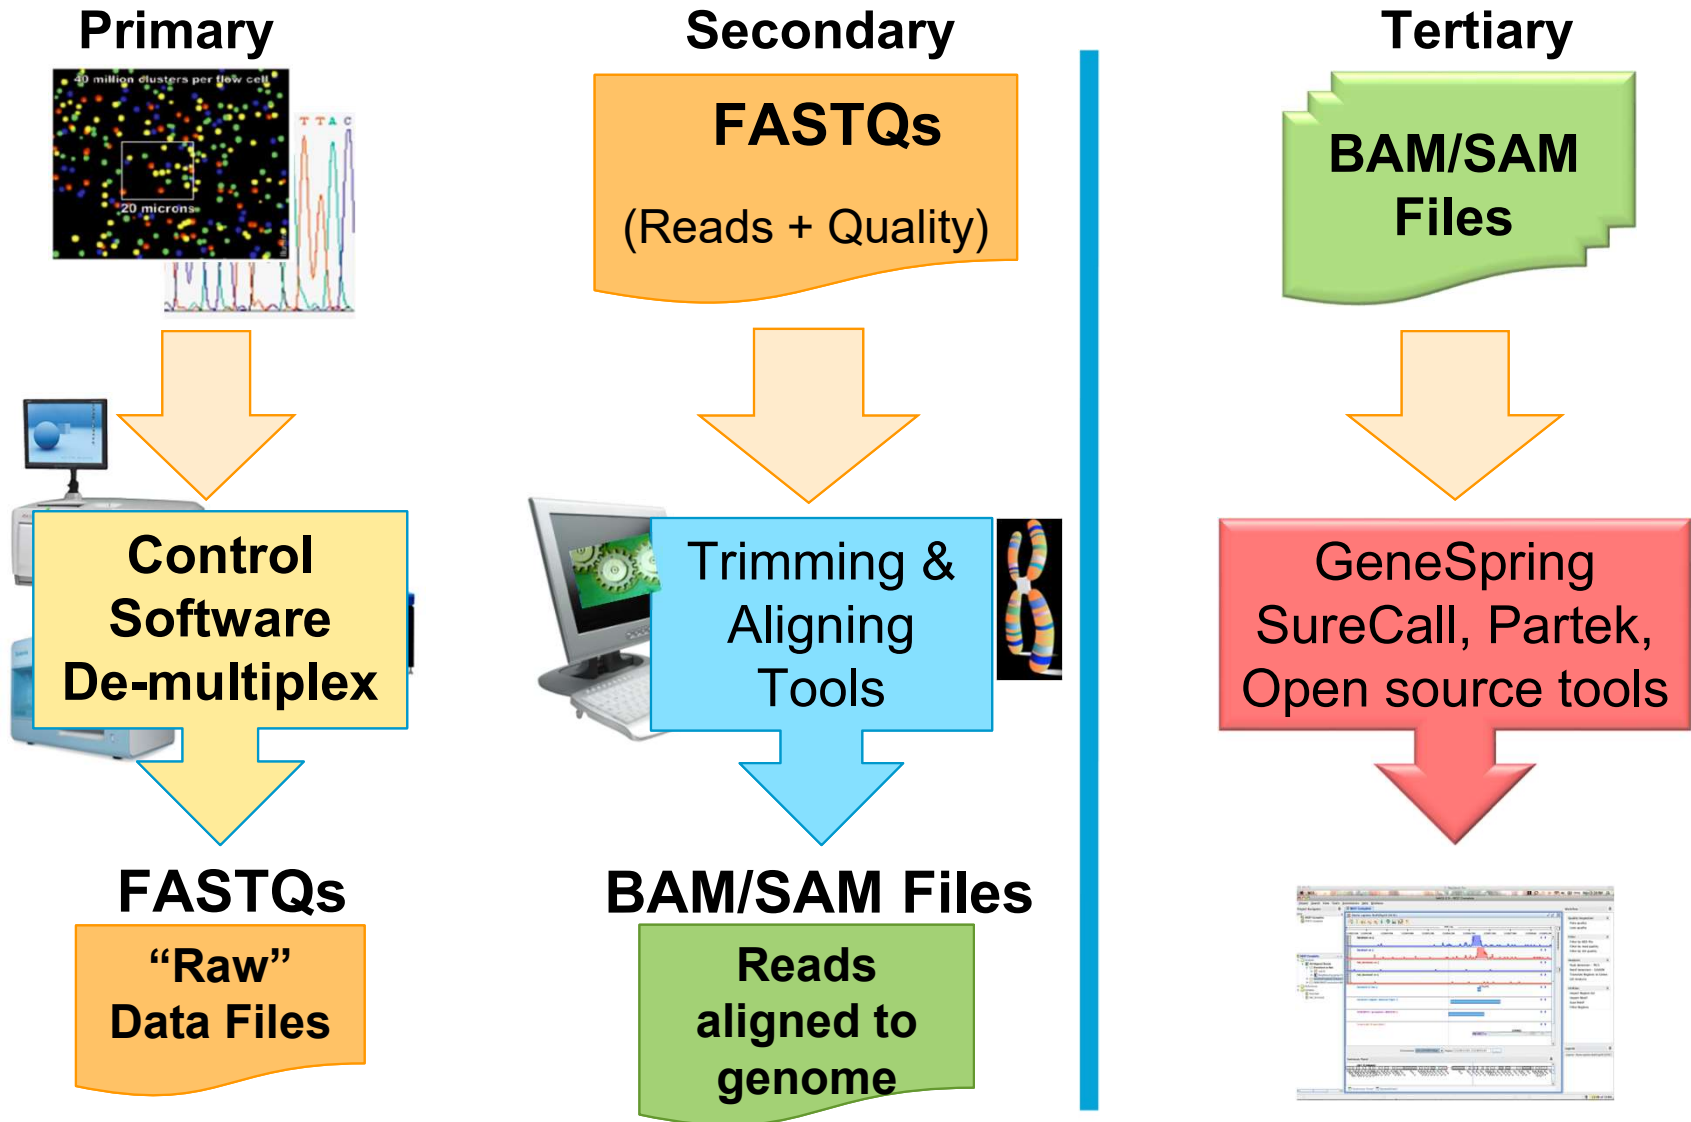 Primary
40 million clusters per flow cell
20 microns
T T A C
Control
Software
De-multiplex
FASTQs
“Raw”
Data Files
Secondary
FASTQs
(Reads + Quality)
Trimming &
Aligning
Tools
BAM/SAM Files
Reads
aligned to
genome
Tertiary
BAM/SAM
Files
GeneSpring
SureCall, Partek,
Open source tools